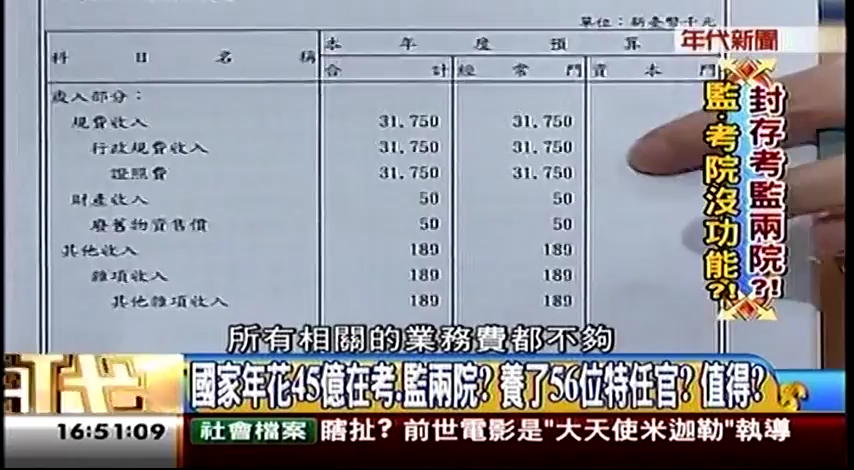 單位：新臺幣千元
年代新聞
科目名稱
本年度預算
合計
經常門
資本門
歲入部分：
規費收入 31,750 31,750
行政規費收入 31,750 31,750
證照費 31,750 31,750
財產收入 50 50
廢舊物資售價 50 50
其他收入 189 189
雜項收入 189 189
其他雜項收入 189 189
封存考監兩院?!
監.考院沒功能?!
所有相關的業務費都不夠
國家年花45億在考.監兩院? 養了56位特任官? 值得?
16:51:09
社會檔案
瞎扯? 前世電影是"大天使米迦勒"執導